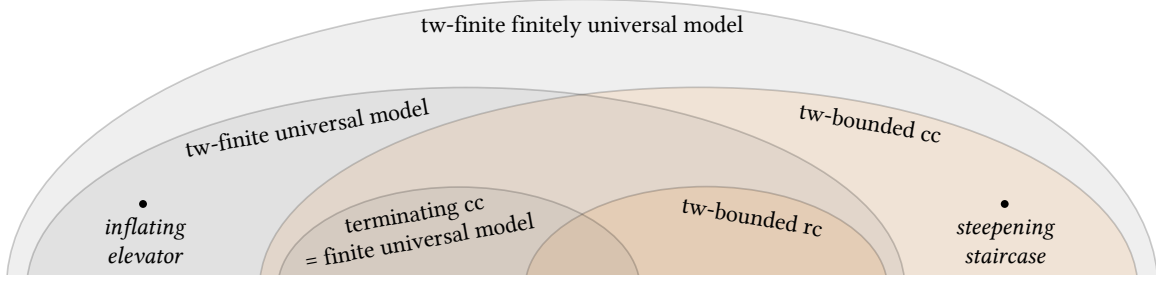 tw-finite finitely universal model
tw-finite universal model
tw-bounded cc
terminating cc
= finite universal model
tw-bounded rc
inflating
elevator
steepening
staircase